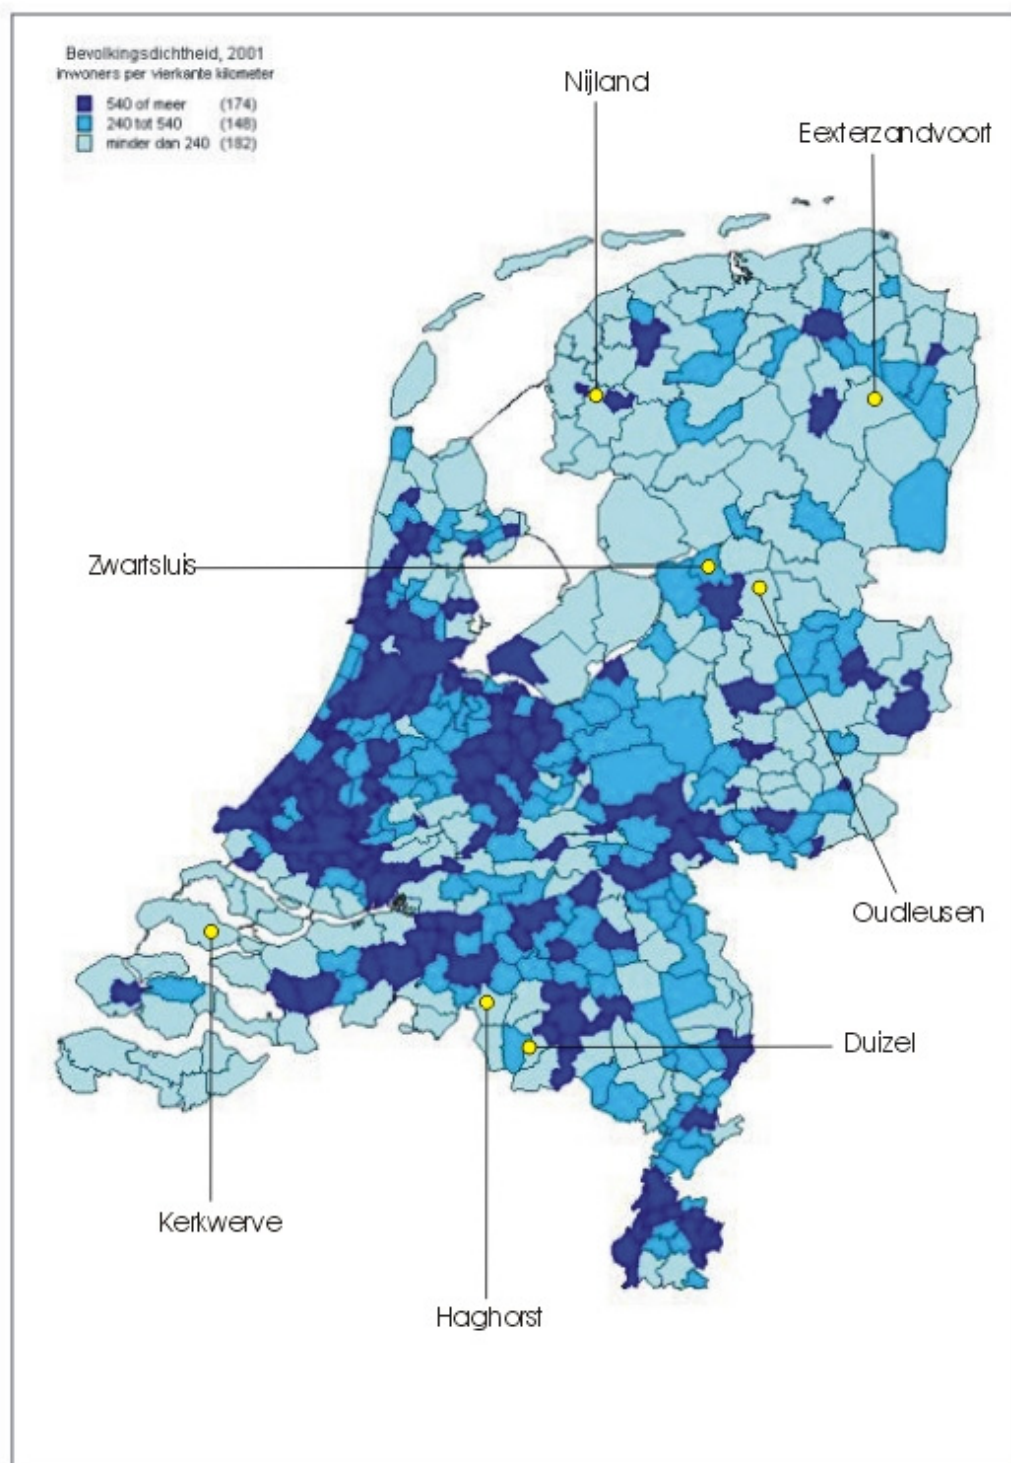 Bevolkingsdichtheid, 2001
inwoners per vierkante kilometer
540 of meer (174)
240 tot 540 (148)
minder dan 240 (182)
Nijland
Eexterzandvoort
Zwartsluis
Oudleusen
Duizel
Kerkwerve
Haghorst